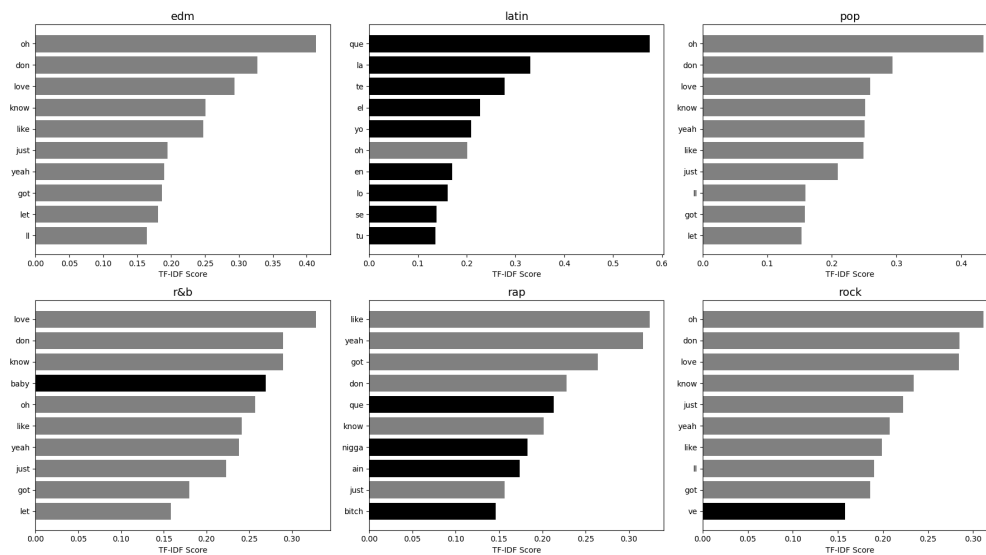 edm
oh
don
love
know
like
just
yeah
got
let
ll
0.00 0.05 0.10 0.15 0.20 0.25 0.30 0.35 0.40
TF-IDF Score
latin
que
la
te
el
yo
oh
en
lo
se
tu
0.0 0.1 0.2 0.3 0.4 0.5 0.6
TF-IDF Score
pop
oh
don
love
know
yeah
like
just
ll
got
let
0.0 0.1 0.2 0.3 0.4
TF-IDF Score
r&b
love
don
know
baby
oh
like
yeah
just
got
let
0.00 0.05 0.10 0.15 0.20 0.25 0.30
TF-IDF Score
rap
like
yeah
got
don
que
know
nigga
ain
just
bitch
0.00 0.05 0.10 0.15 0.20 0.25 0.30
TF-IDF Score
rock
oh
don
love
know
just
yeah
like
ll
got
ve
0.00 0.05 0.10 0.15 0.20 0.25 0.30
TF-IDF Score